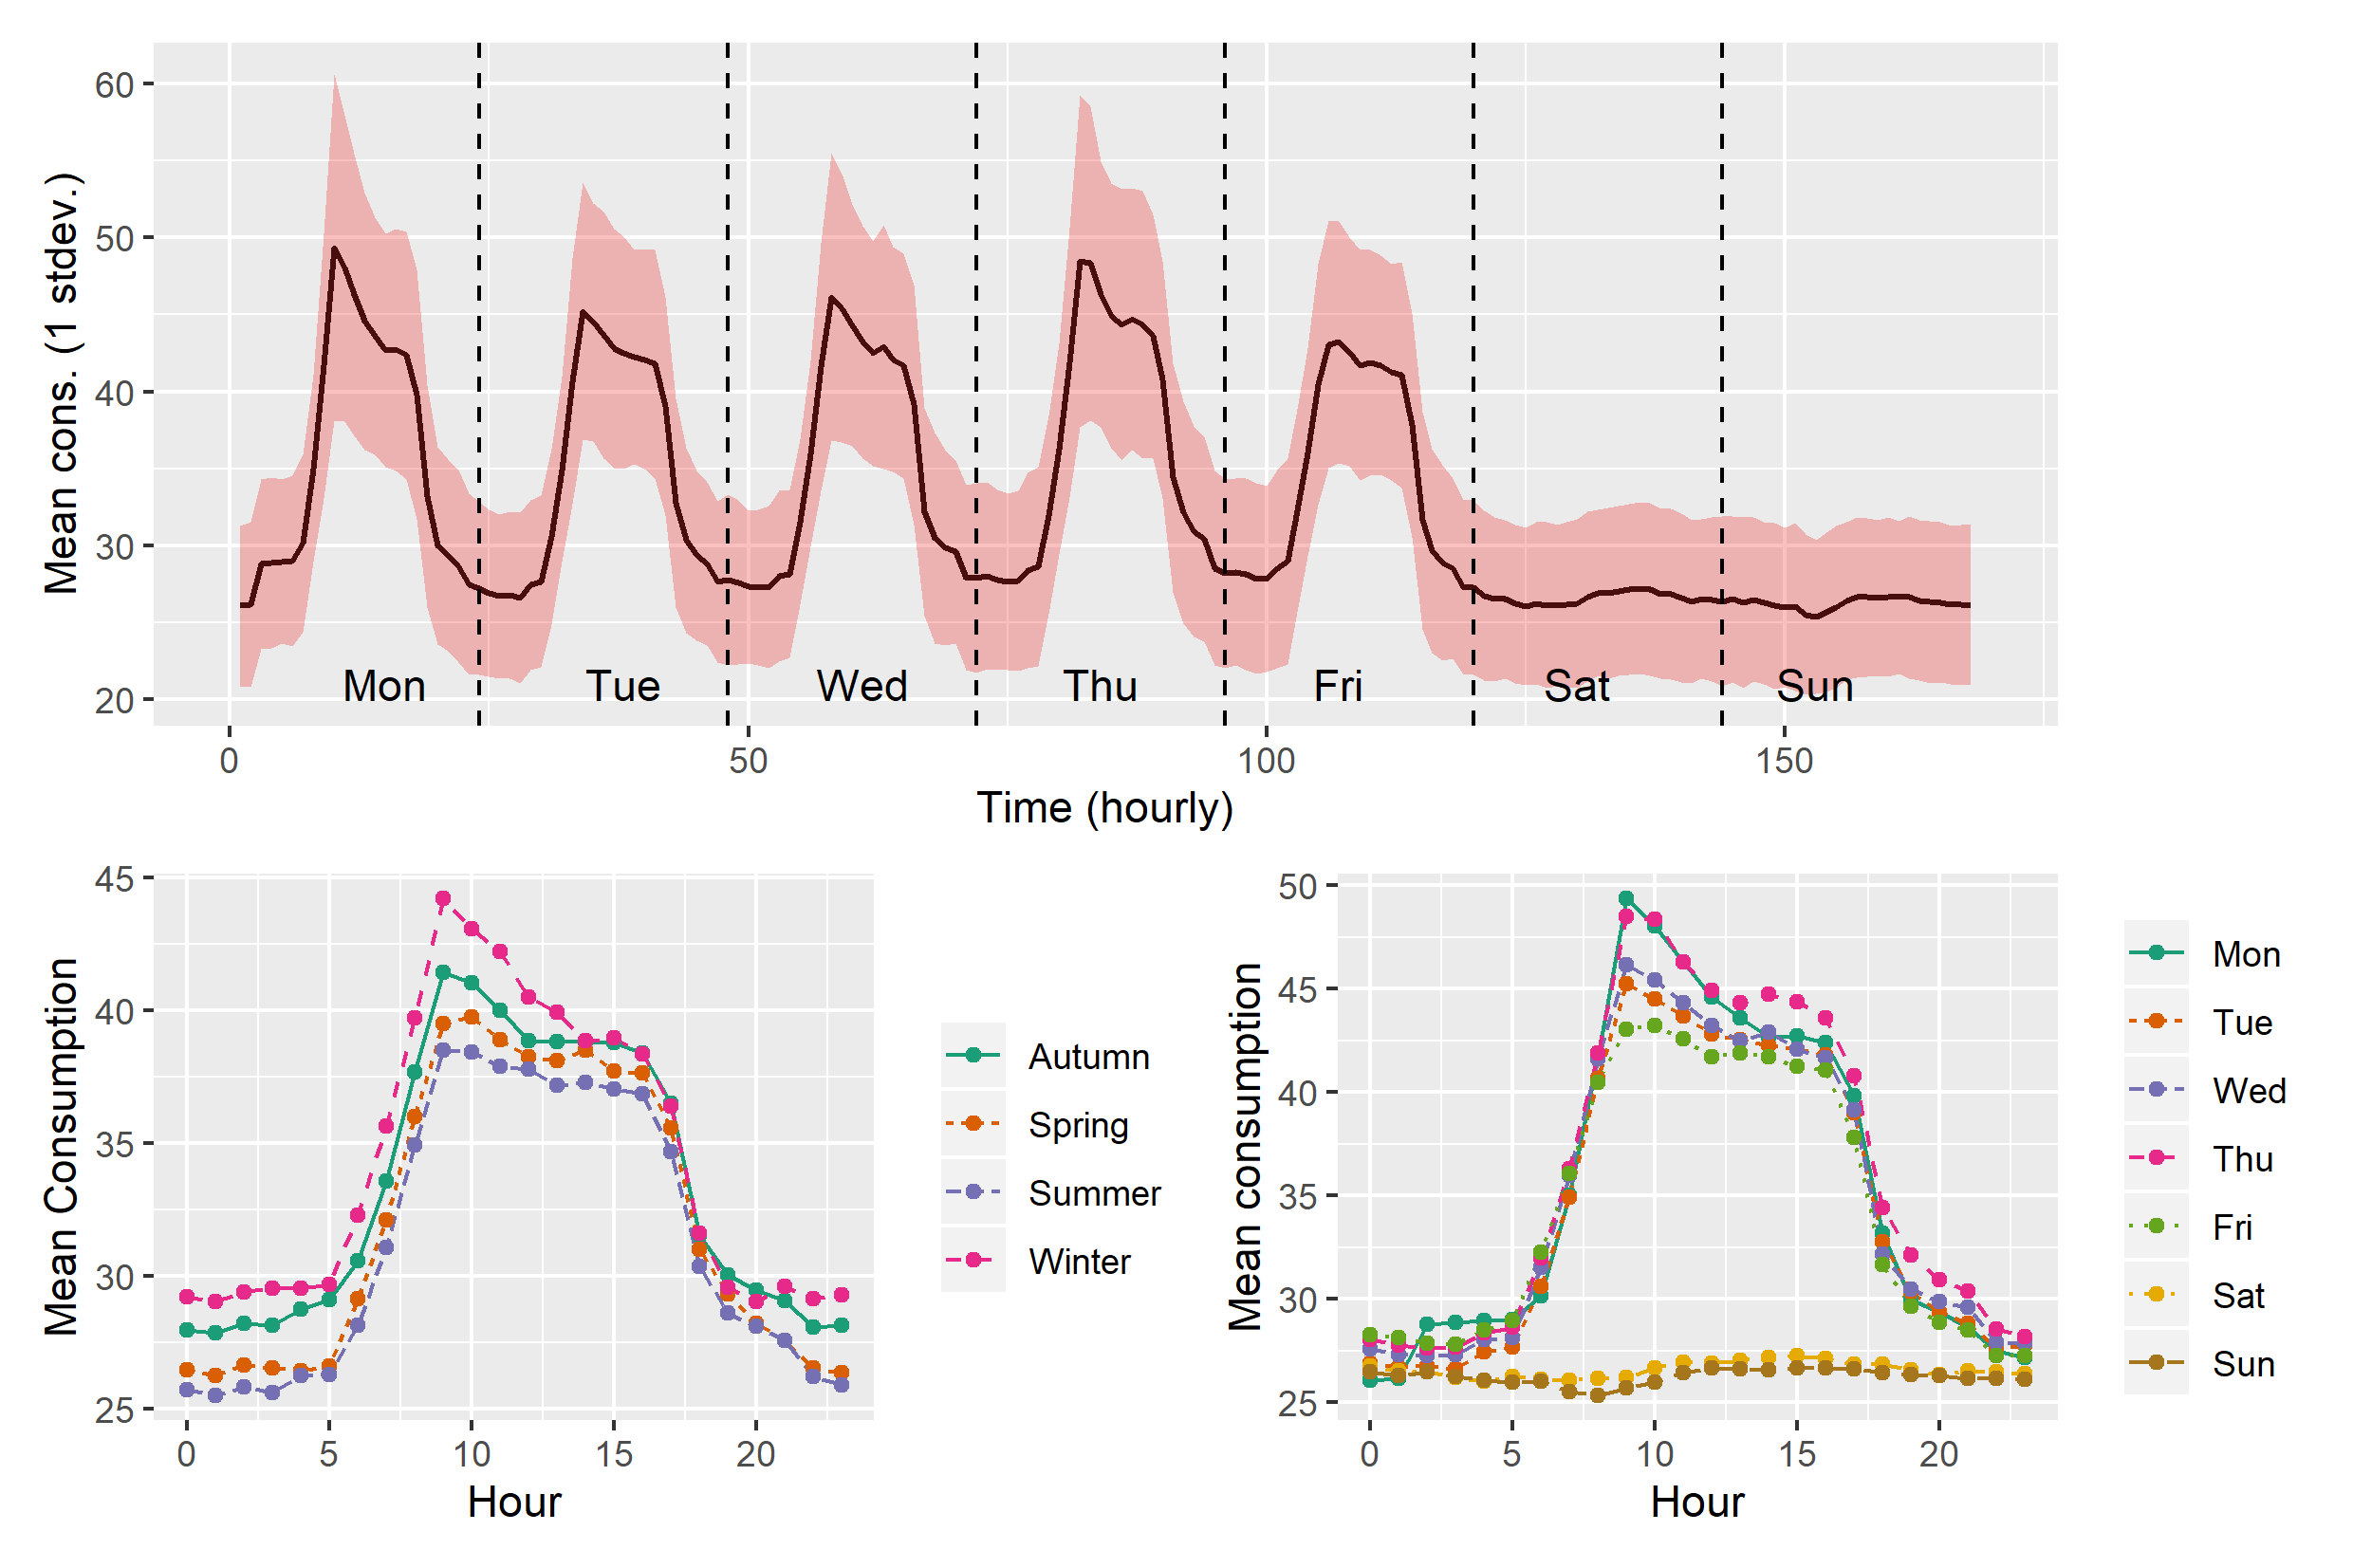 Mean cons. (1 stdev.)
60
50
40
30
20
Mon Tue Wed Thu Fri Sat Sun
0 50 100 150
Time (hourly)
Mean Consumption
45
40
35
30
25
0 5 10 15 20
Hour
Autumn
Spring
Summer
Winter
Mean consumption
50
45
40
35
30
25
0 5 10 15 20
Hour
Mon
Tue
Wed
Thu
Fri
Sat
Sun